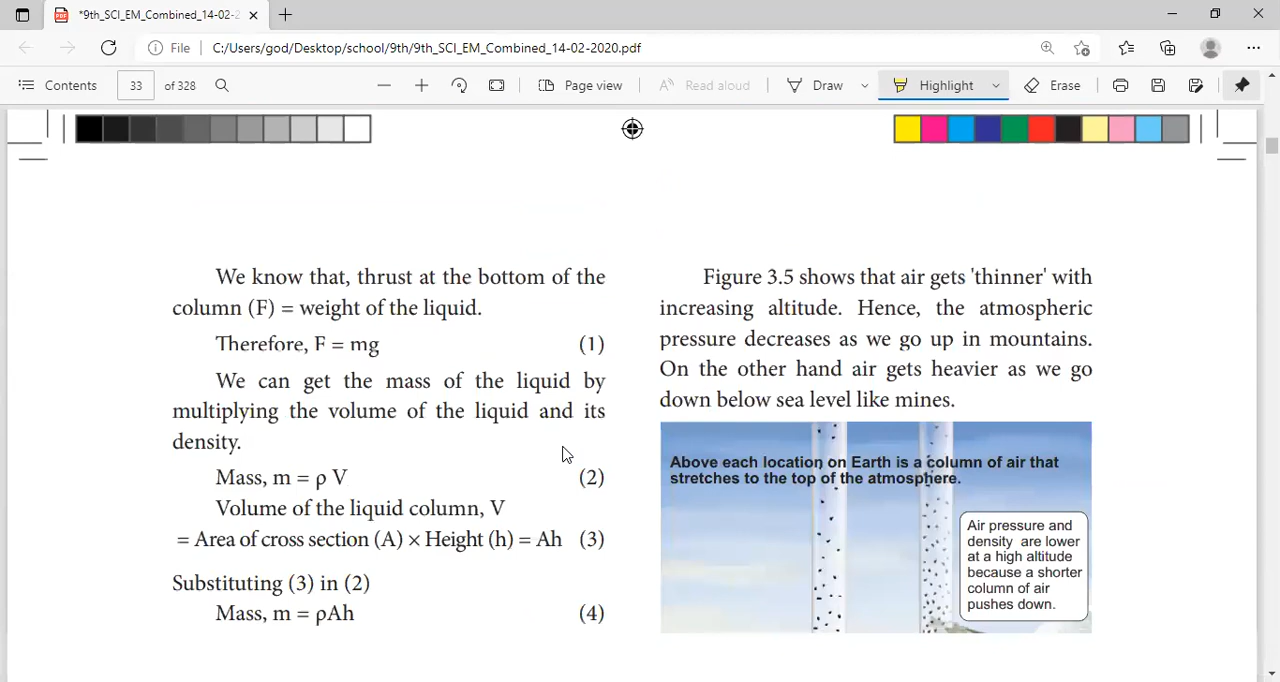 *9th_SCI_EM_Combined_14-02-2
File
C:/Users/god/Desktop/school/9th/9th_SCI_EM_Combined_14-02-2020.pdf
Contents
33
of 328
Page view
Read aloud
Draw
Highlight
Erase
We know that, thrust at the bottom of the
column (F) = weight of the liquid.
Therefore, F = mg (1)
We can get the mass of the liquid by
multiplying the volume of the liquid and its
density.
Mass, m = ρ V (2)
Volume of the liquid column, V
= Area of cross section (A) × Height (h) = Ah (3)
Substituting (3) in (2)
Mass, m = ρAh (4)
Figure 3.5 shows that air gets 'thinner' with
increasing altitude. Hence, the atmospheric
pressure decreases as we go up in mountains.
On the other hand air gets heavier as we go
down below sea level like mines.
Above each location on Earth is a column of air that
stretches to the top of the atmosphere.
Air pressure and
density are lower
at a high altitude
because a shorter
column of air
pushes down.